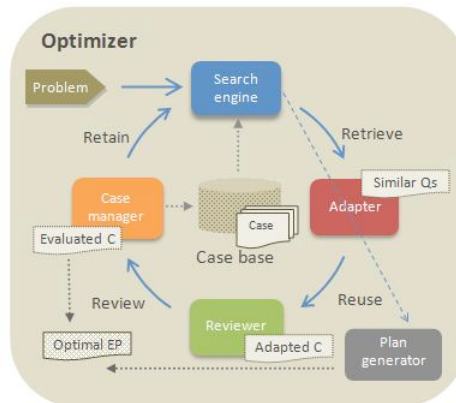 Optimizer
Problem
Search
engine
Retain
Retrieve
Similar Qs
Case
manager
Adapter
Evaluated C
Case
Case base
Review
Reuse
Reviewer
Adapted C
Optimal EP
Plan
generator